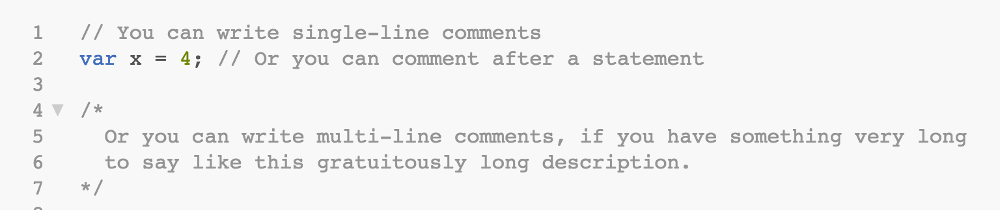 1 // You can write single-line comments
2 var x = 4; // Or you can comment after a statement
3
4 ▼ /*
5 Or you can write multi-line comments, if you have something very long
6 to say like this gratuitously long description.
7 */